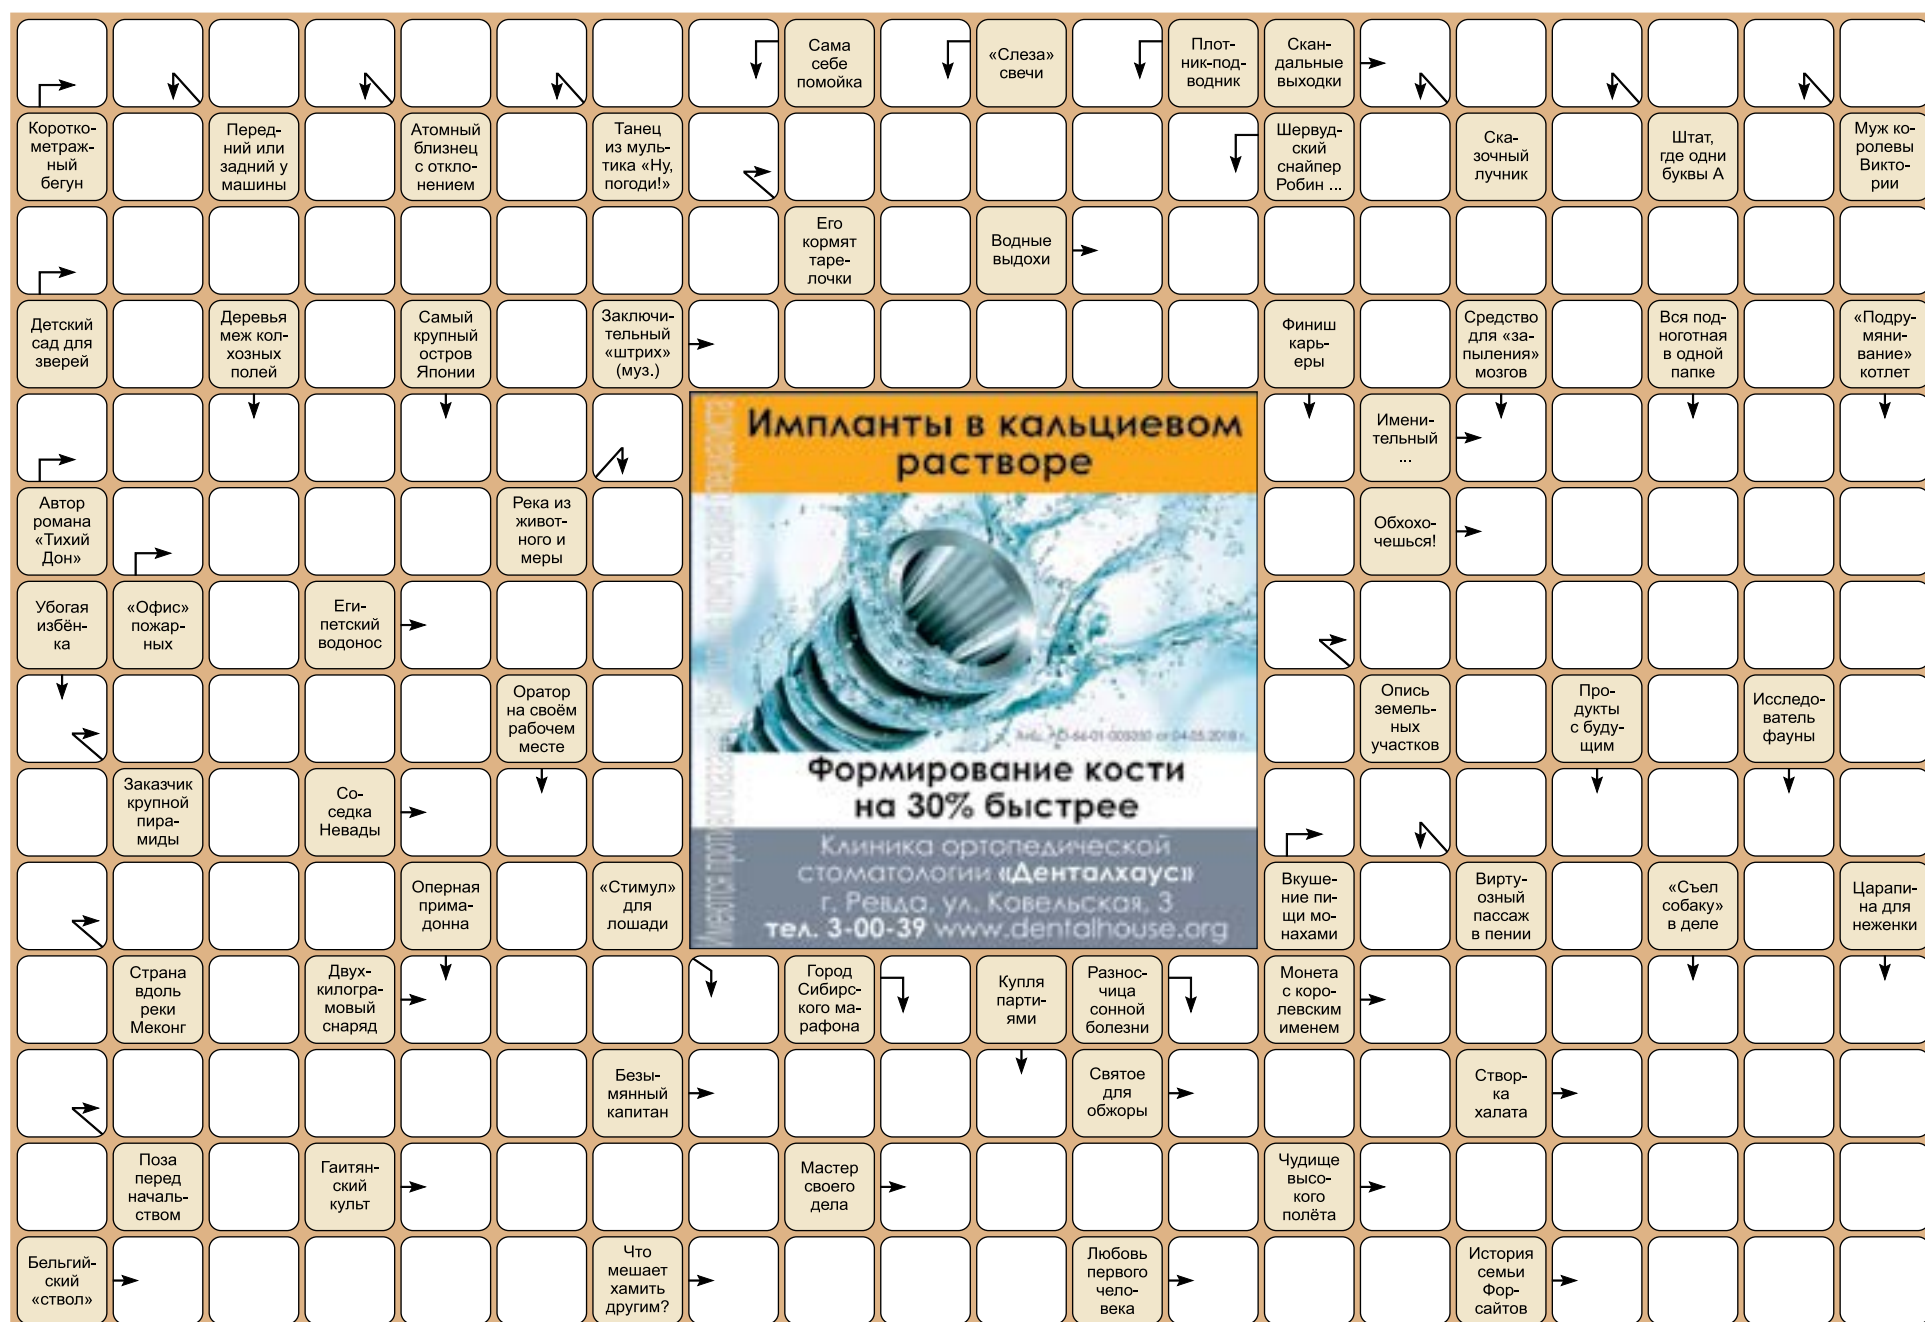 Сама
себе
помойка
«Слеза»
свечи
Плот-
ник-под-
водник
Скан-
дальные
выходки
Коротко-
метраж-
ный
бегун
Перед-
ний или
задний у
машины
Атомный
близнец
с откло-
нением
Танец
из муль-
тика «Ну,
погоди!»
Шервуд-
ский
снайпер
Робин ...
Ска-
зочный
лучник
Штат,
где одни
буквы А
Муж ко-
ролевы
Викто-
рии
Его
кормят
таре-
лочки
Водные
выдохи
Детский
сад для
зверей
Деревья
меж кол-
хозных
полей
Самый
крупный
остров
Японии
Заключи-
тельный
«штрих»
(муз.)
Финиш
карь-
еры
Средство
для «за-
пыления»
мозгов
Вся под-
ноготная
в одной
папке
«Подру-
мяни-
вание»
котлет
Импланты в кальциевом
растворе
Имени-
тельный
...
Автор
романа
«Тихий
Дон»
Река из
живот-
ного и
меры
Обхохо-
чешься!
Убогая
избён-
ка
«Офис»
пожар-
ных
Еги-
петский
водонос
Оратор
на своём
рабочем
месте
Опись
земель-
ных
участков
Про-
дукты
с буду-
щим
Исследо-
ватель
фауны
Формирование кости
на 30% быстрее
Заказчик
крупной
пира-
миды
Со-
седка
Невады
Клиника ортопедической
стоматологии «Денталхаус»
г. Ревда, ул. Ковельская, 3
тел. 3-00-39 www.dentalhouse.org
Оперная
прима-
донна
«Стимул»
для
лошади
Вкуше-
ние пи-
щи мо-
нахами
Вирту-
озный
пассаж
в пении
«Съел
собаку»
в деле
Царапи-
на для
неженки
Страна
вдоль
реки
Меконг
Двух-
килогра-
мовый
снаряд
Город
Сибирс-
кого ма-
рафона
Купля
парти-
ями
Разнос-
чица
сонной
болезни
Монета
с коро-
левским
именем
Безы-
мянный
капитан
Святое
для
обжоры
Створ-
ка
халата
Поза
перед
началь-
ством
Гаитян-
ский
культ
Мастер
своего
дела
Чудище
высо-
кого
полёта
Бельгий-
ский
«ствол»
Что
мешает
хамить
другим?
Любовь
первого
чело-
века
История
семьи
Фор-
сайтов